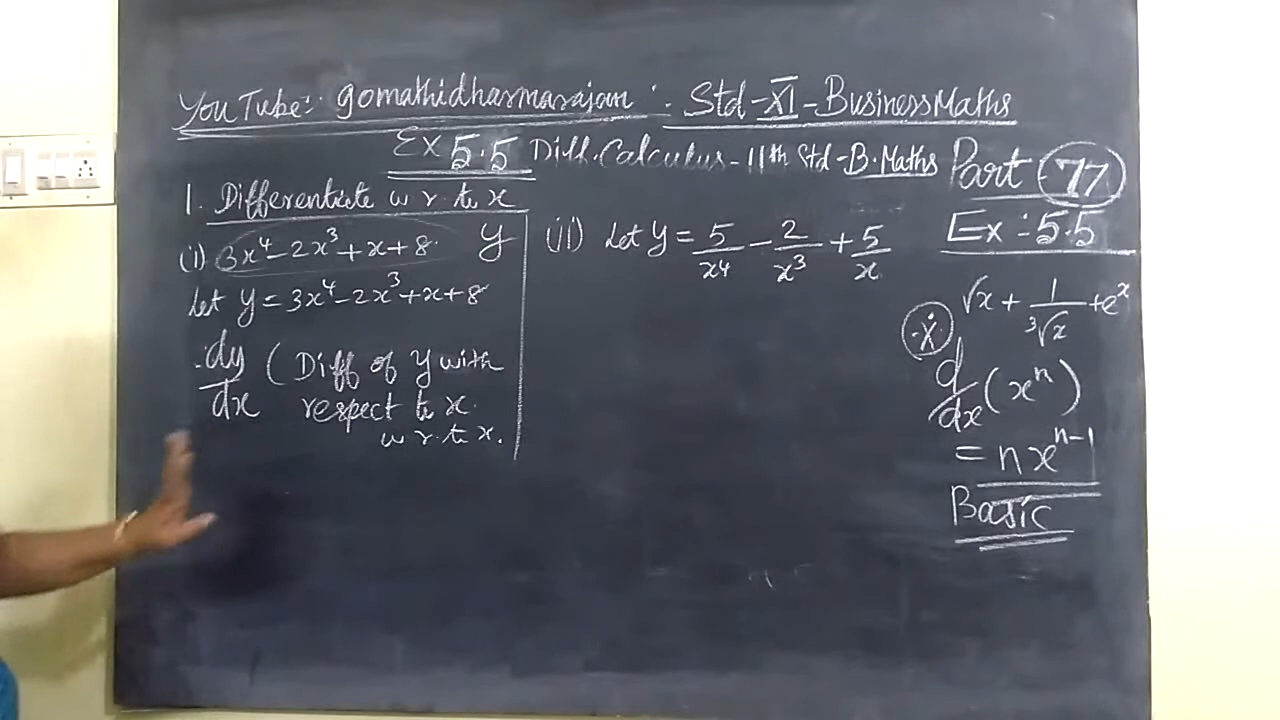 YouTube: gomathidharmarajan :- Std-XI-BusinessMaths
Ex 5.5 Diff. Calculus - 11th Std - B. Maths
Part 77
Ex : 5.5
1. Differentiate w r. to x
(i) 3x⁴-2x³+x+8. y
let y = 3x⁴-2x³+x+8
dy/dx (Diff of y with
respect to x.
w r. to x.
(ii) let y = 5/x⁴ - 2/x³ + 5/x
√x + 1/³√x + eˣ
d/dx (xⁿ)
= nxⁿ⁻¹
Basic